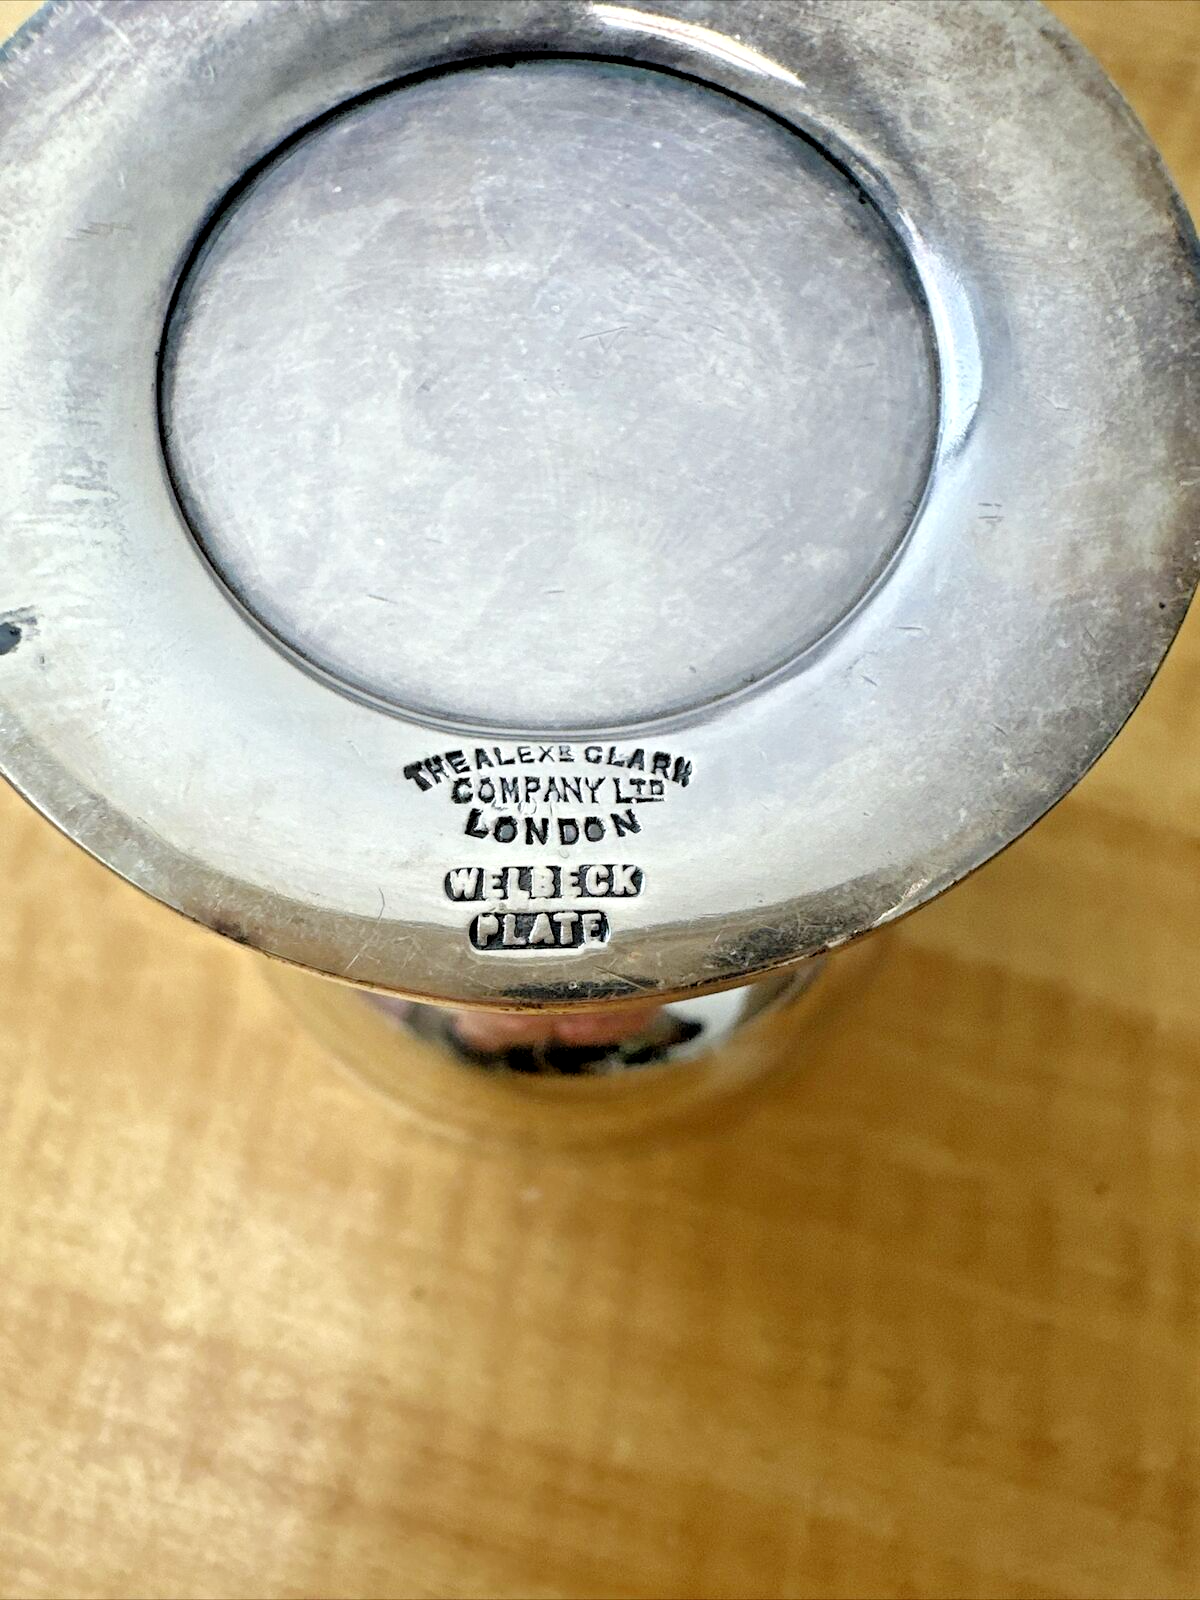 THE ALEXR CLARK
COMPANY LTD
LONDON
WELBECK
PLATE